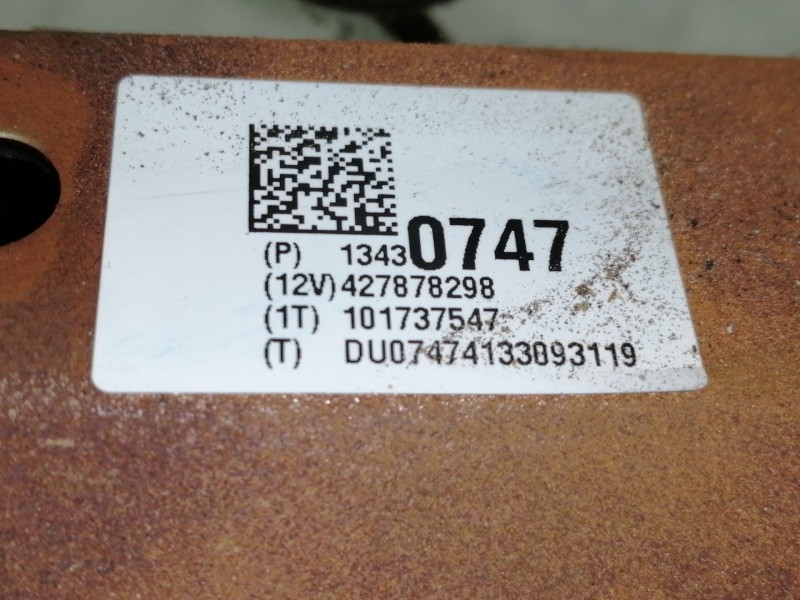 (P) 13430747
(12V) 427878298
(1T) 101737547
(T) DU07474133093119